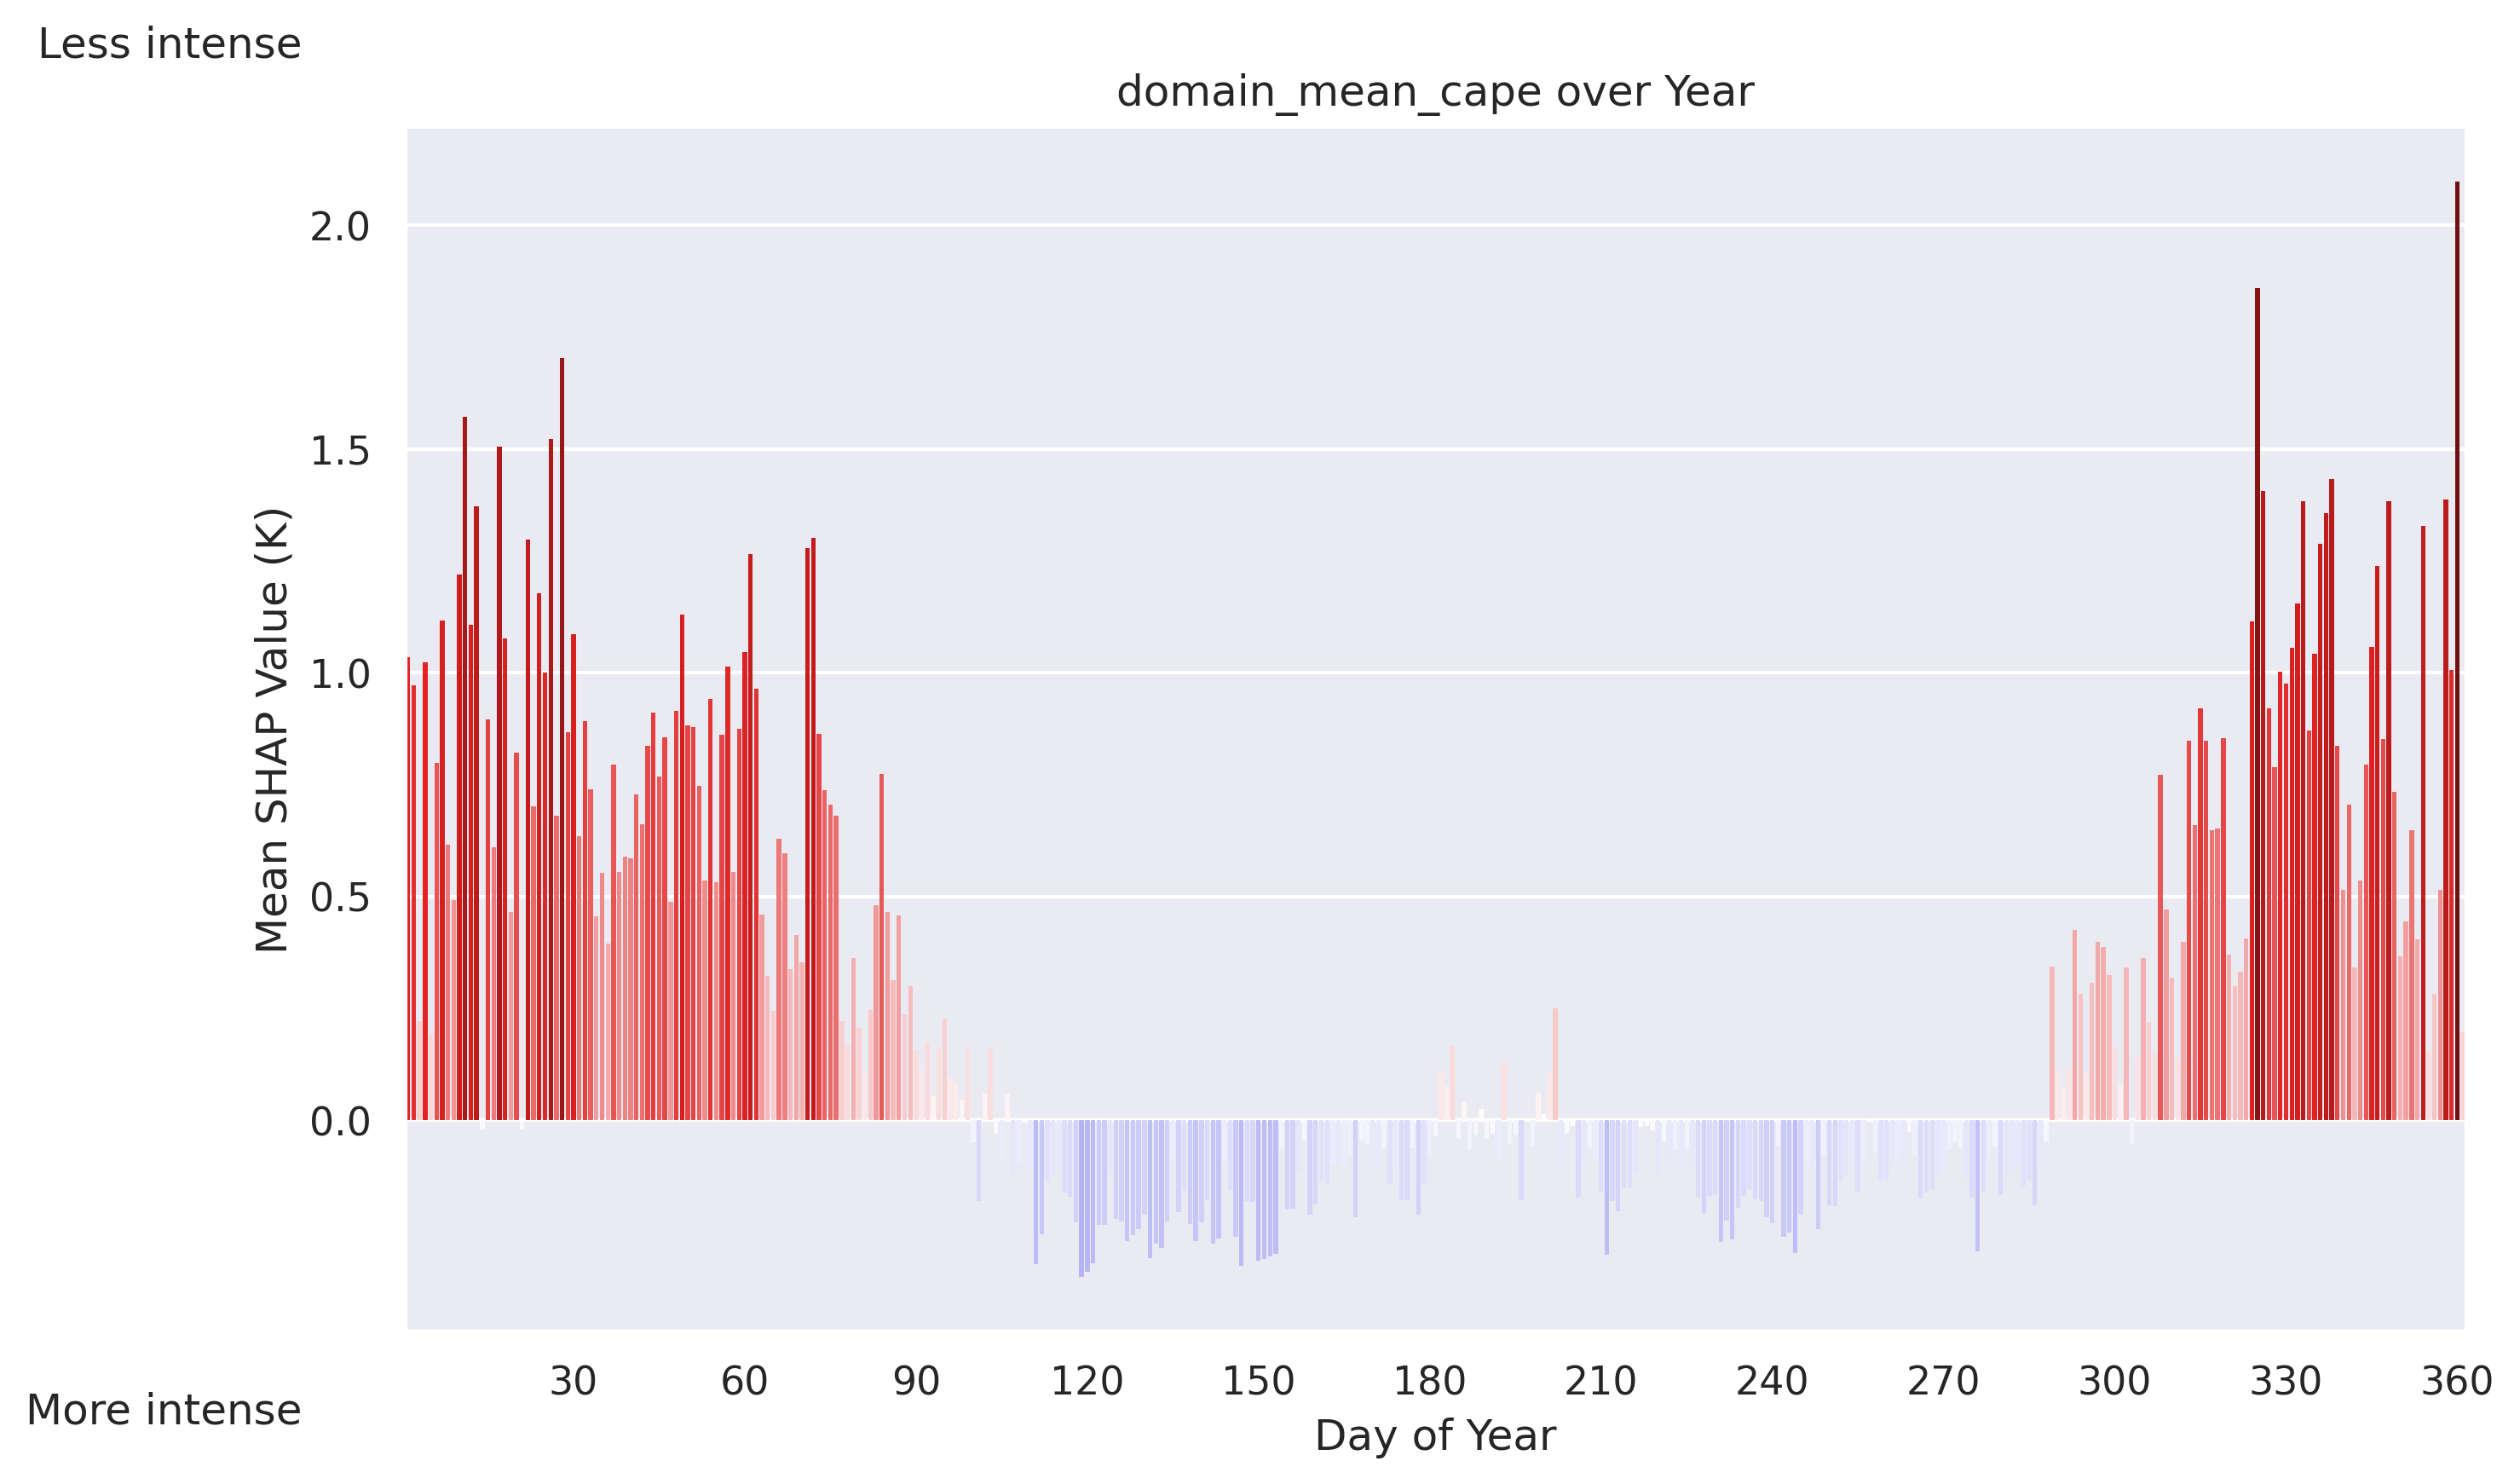 Less intense
domain_mean_cape over Year
2.0
1.5
1.0
0.5
0.0
Mean SHAP Value (K)
30 60 90 120 150 180 210 240 270 300 330 360
More intense
Day of Year